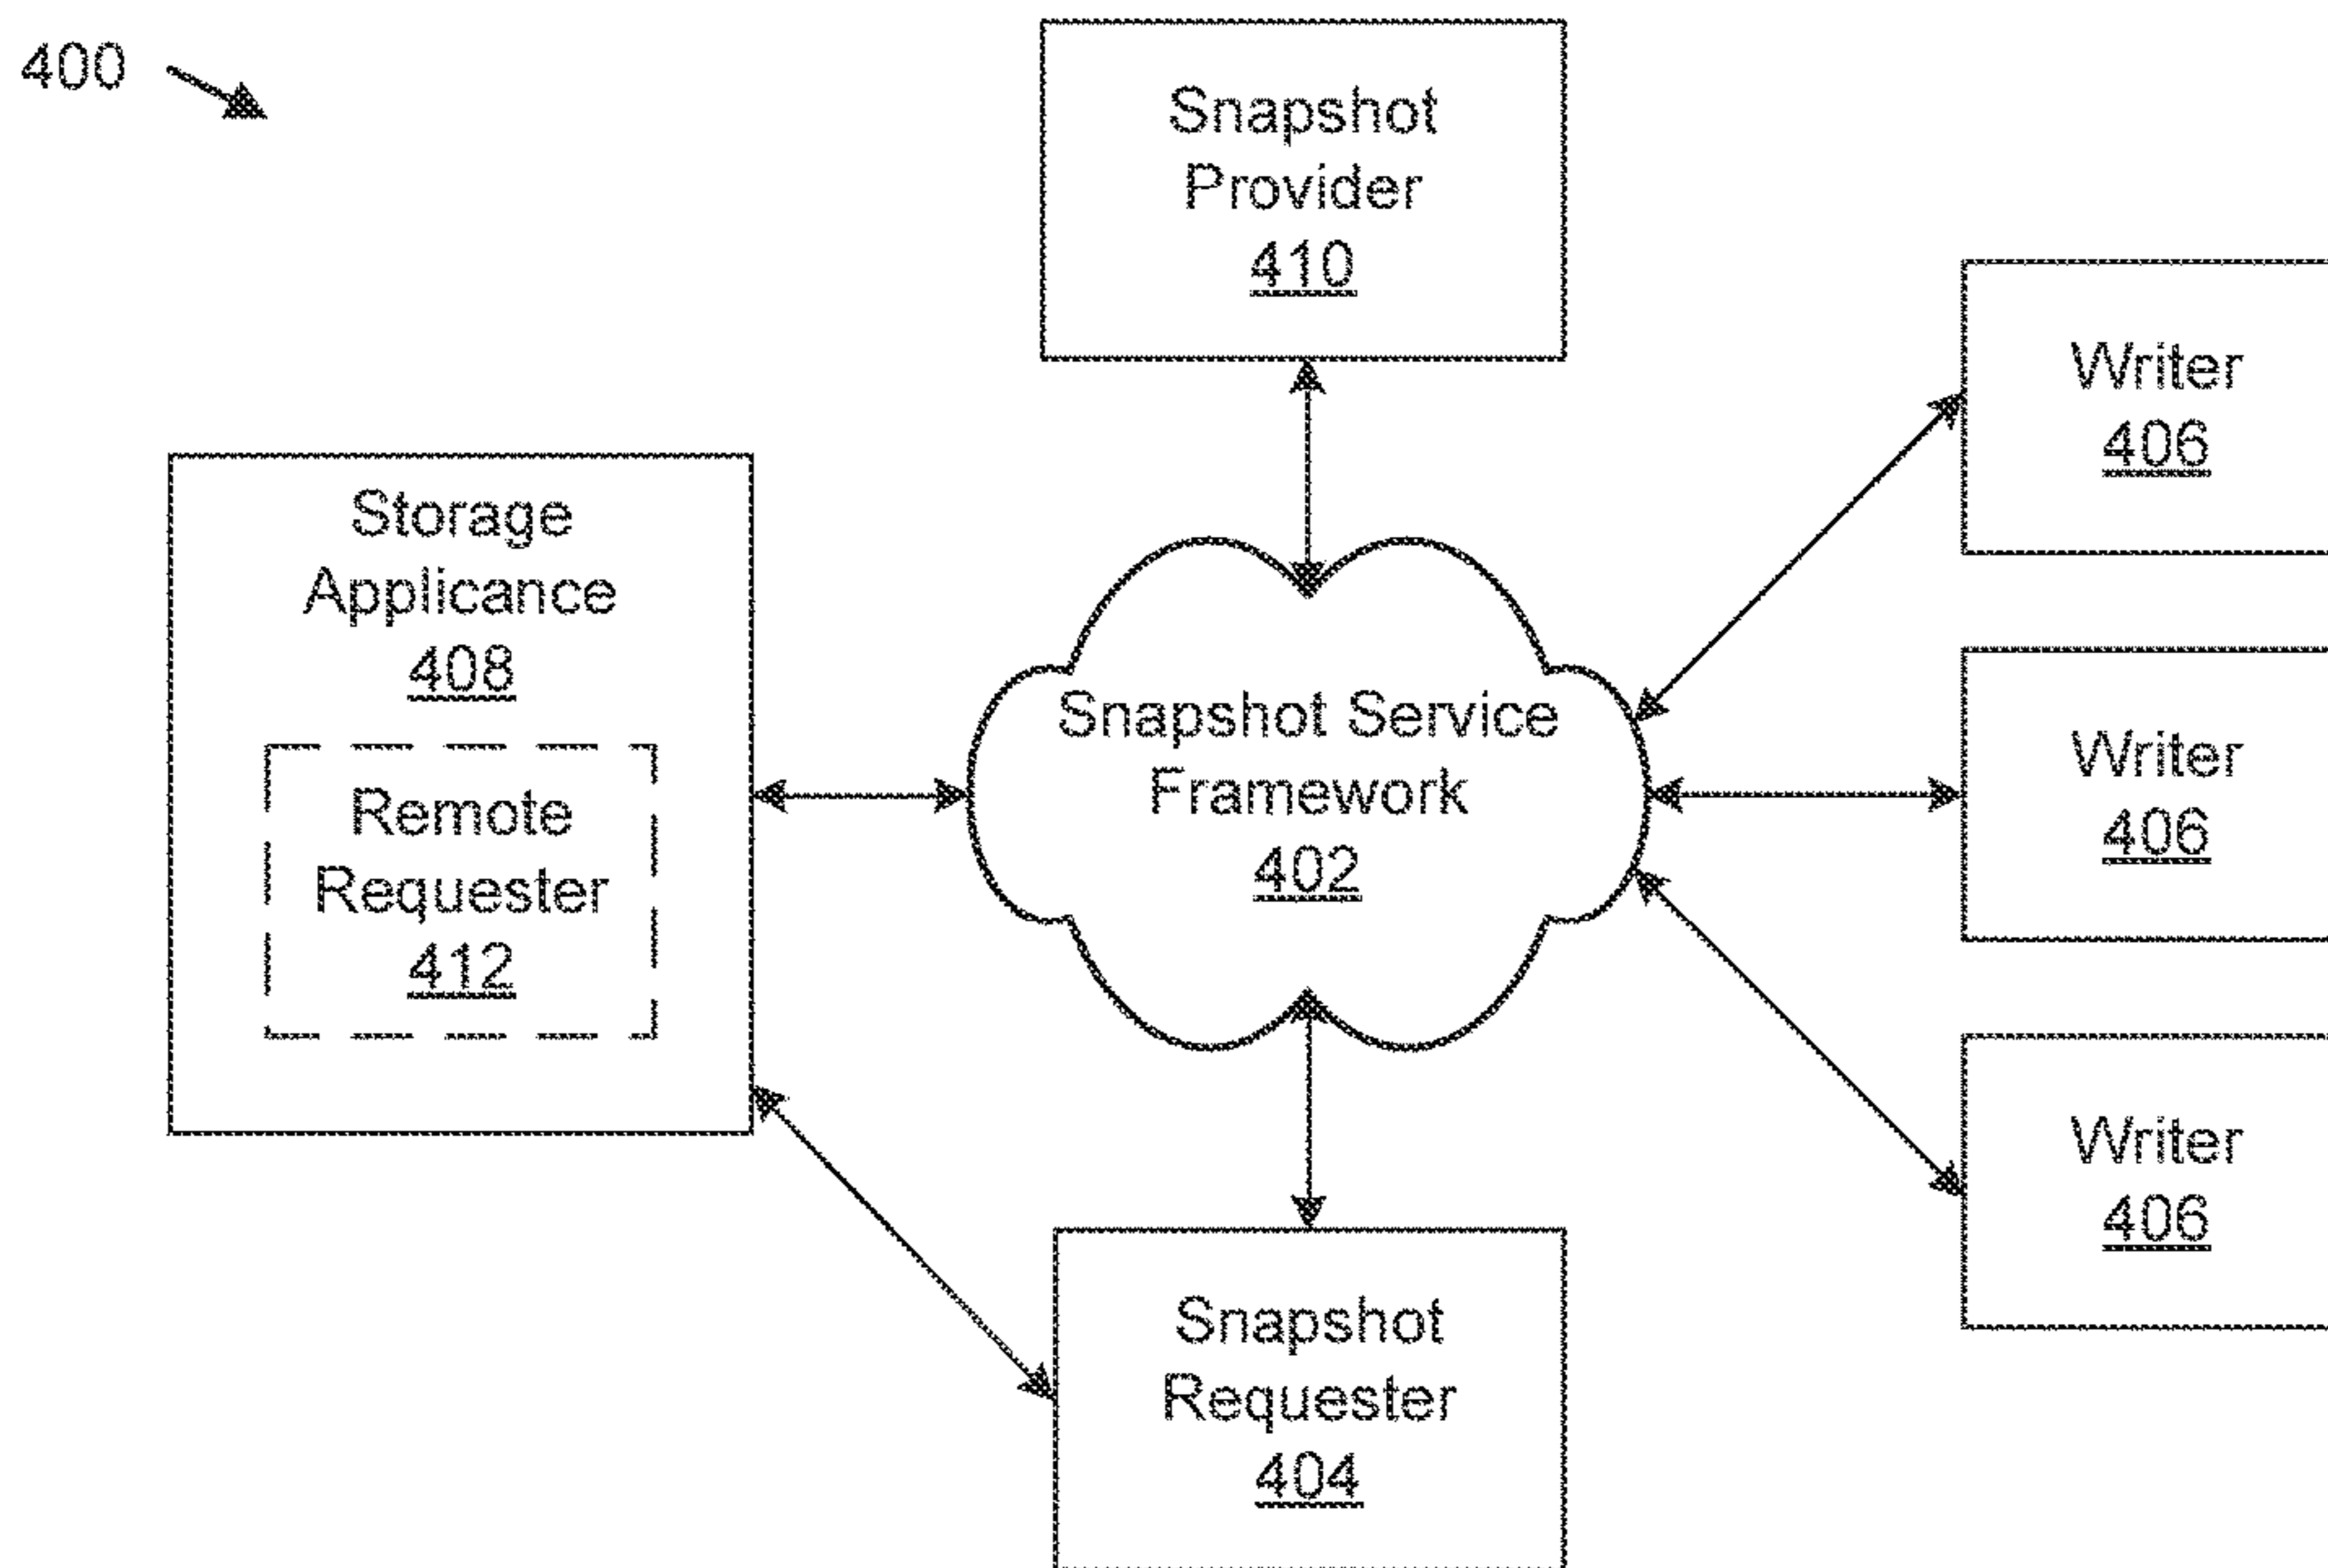 400
Snapshot
Provider
410
Writer
406
Storage
Applicance
408
Remote
Requester
412
Snapshot Service
Framework
402
Writer
406
Writer
406
Snapshot
Requester
404